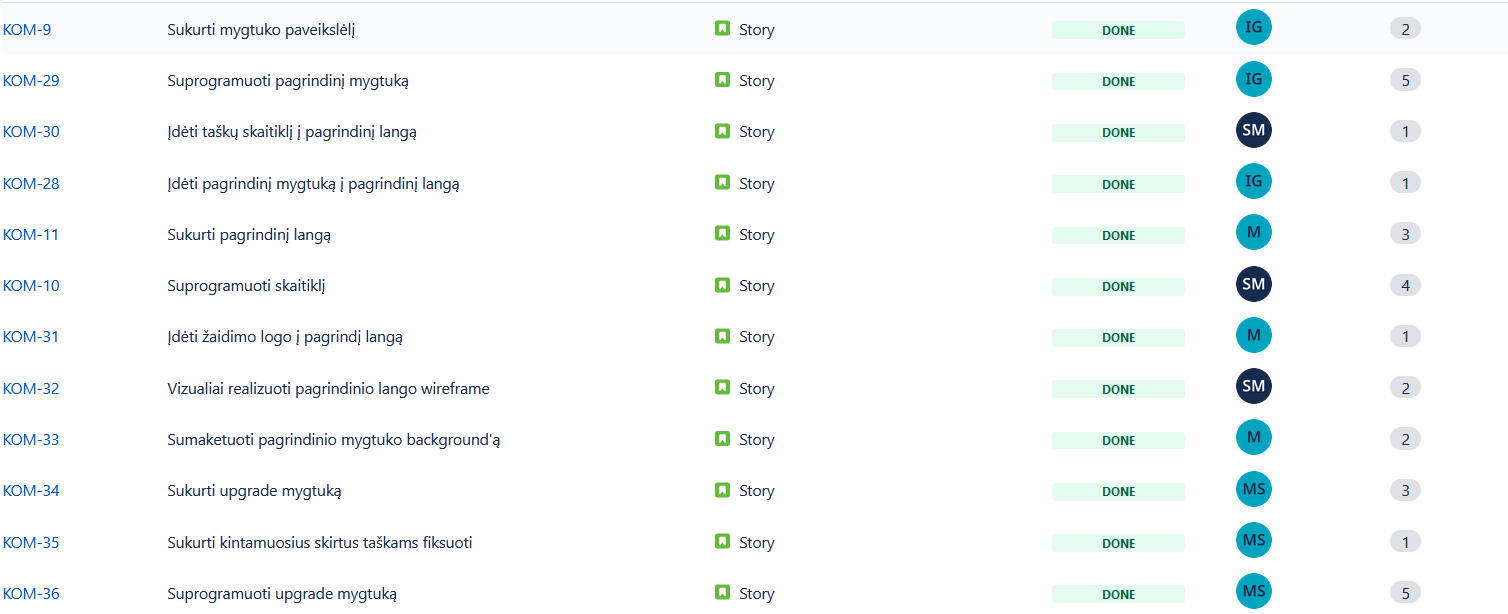 KOM-9 Sukurti mygtuko paveikslėlį Story DONE IG 2
KOM-29 Suprogramuoti pagrindinį mygtuką Story DONE IG 5
KOM-30 Įdėti taškų skaitiklį į pagrindinį langą Story DONE SM 1
KOM-28 Įdėti pagrindinį mygtuką į pagrindinį langą Story DONE IG 1
KOM-11 Sukurti pagrindinį langą Story DONE M 3
KOM-10 Suprogramuoti skaitiklį Story DONE SM 4
KOM-31 Įdėti žaidimo logo į pagrindį langą Story DONE M 1
KOM-32 Vizualiai realizuoti pagrindinio lango wireframe Story DONE SM 2
KOM-33 Sumaketuoti pagrindinio mygtuko background'ą Story DONE M 2
KOM-34 Sukurti upgrade mygtuką Story DONE MS 3
KOM-35 Sukurti kintamuosius skirtus taškams fiksuoti Story DONE MS 1
KOM-36 Suprogramuoti upgrade mygtuką Story DONE MS 5